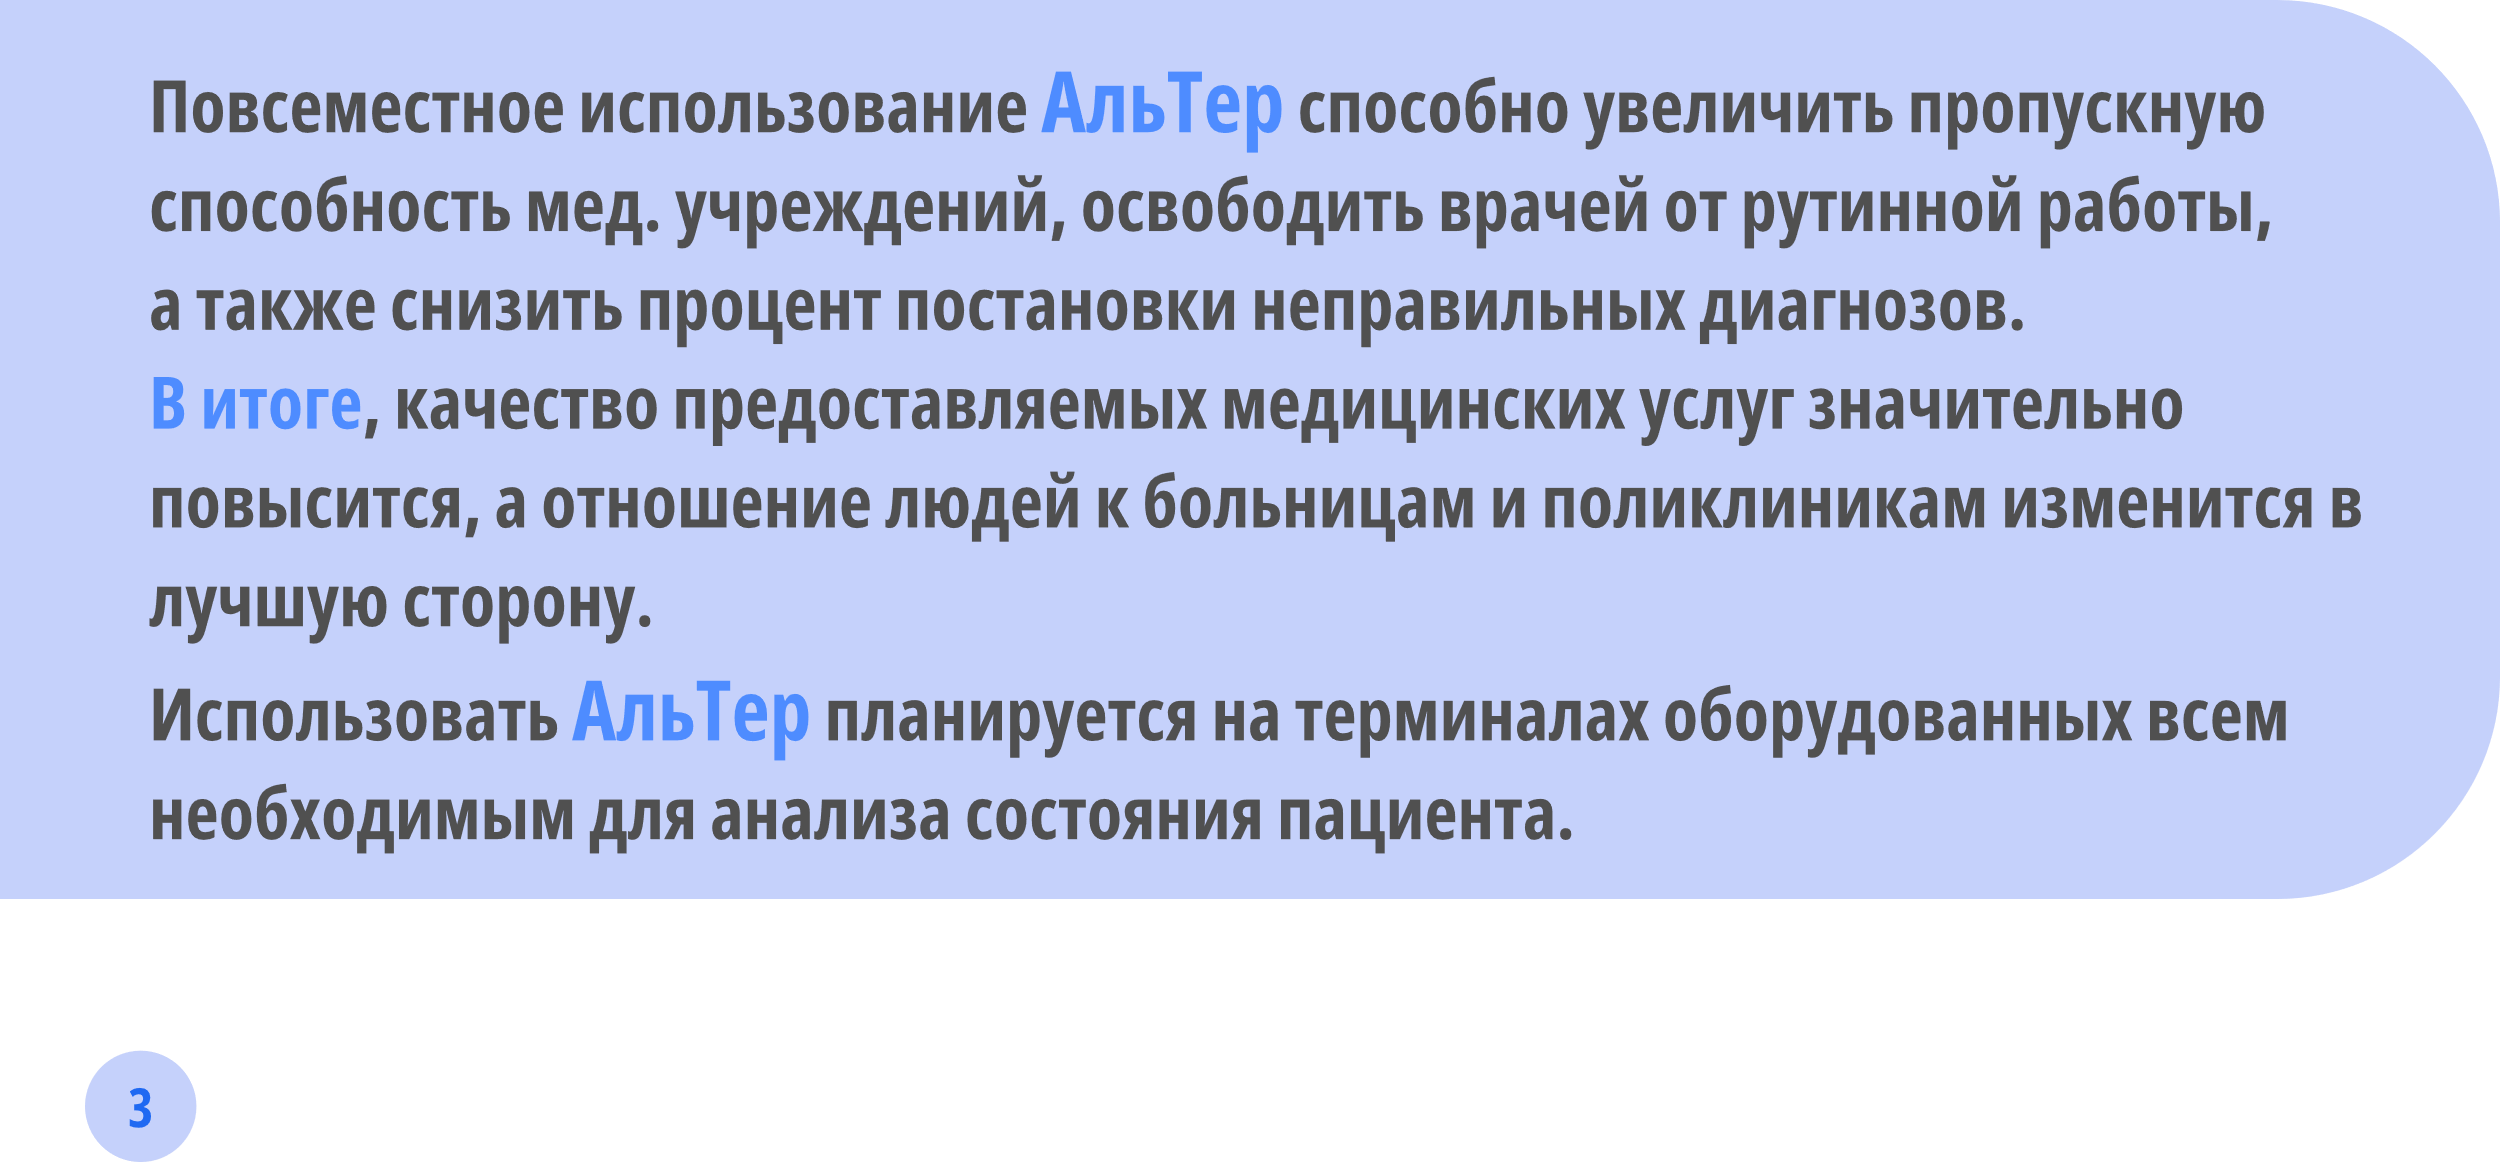 Повсеместное использование АльТер способно увеличить пропускную
способность мед. учреждений, освободить врачей от рутинной работы,
а также снизить процент постановки неправильных диагнозов.
В итоге, качество предоставляемых медицинских услуг значительно
повысится, а отношение людей к больницам и поликлиникам изменится в
лучшую сторону.
Использовать АльТер планируется на терминалах оборудованных всем
необходимым для анализа состояния пациента.
3